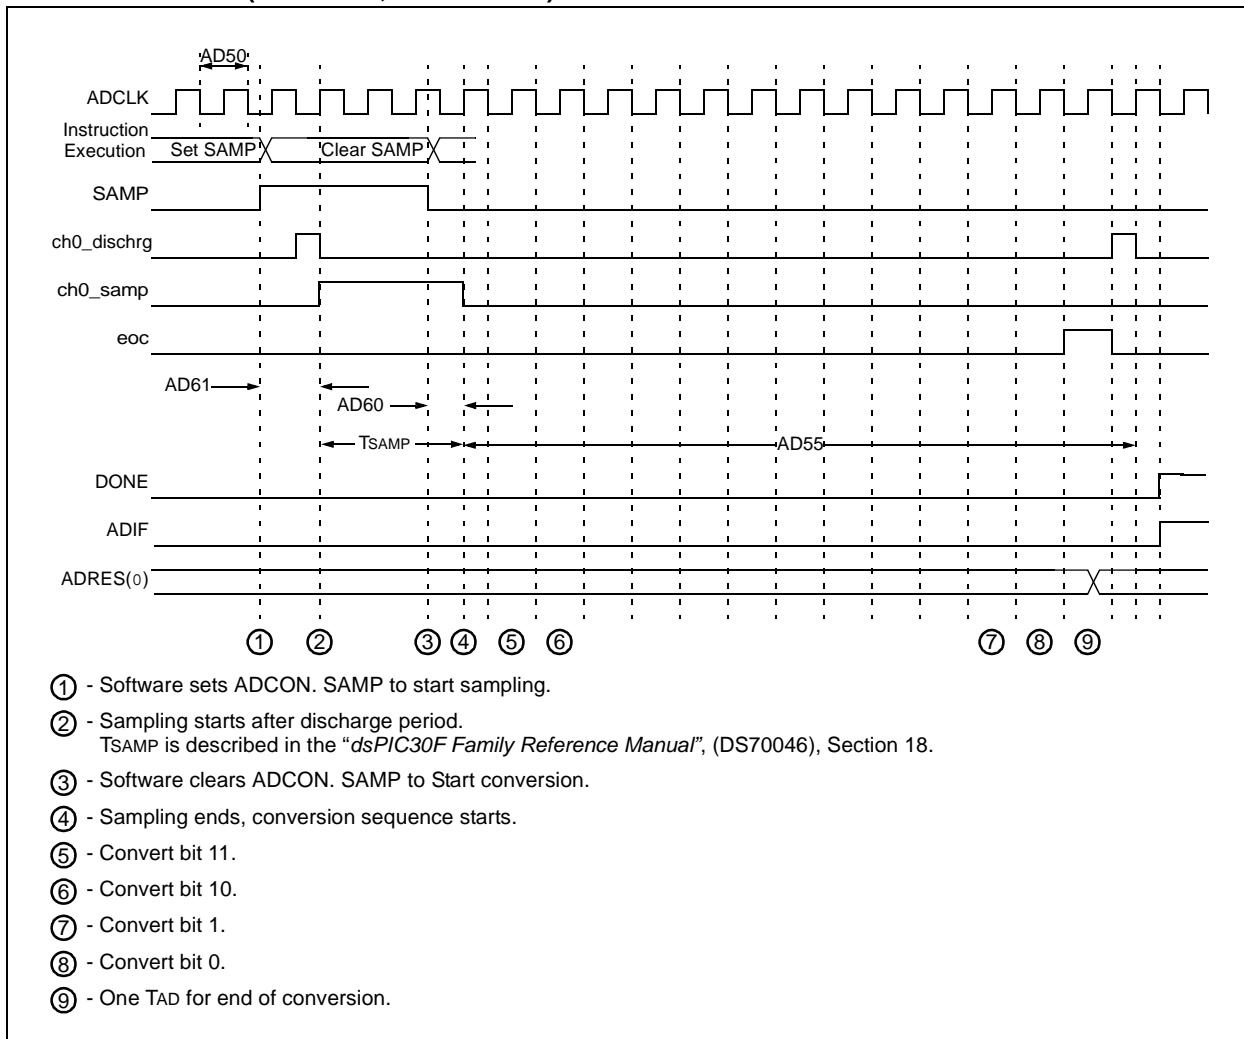 AD50
ADCLK
Instruction
Execution
Set SAMP
Clear SAMP
SAMP
ch0_dischrg
ch0_samp
eoc
AD61
AD60
TSAMP
AD55
DONE
ADIF
ADRES(0)
1 2 3 4 5 6 7 8 9
1 - Software sets ADCON. SAMP to start sampling.
2 - Sampling starts after discharge period.
TSAMP is described in the "dsPIC30F Family Reference Manual", (DS70046), Section 18.
3 - Software clears ADCON. SAMP to Start conversion.
4 - Sampling ends, conversion sequence starts.
5 - Convert bit 11.
6 - Convert bit 10.
7 - Convert bit 1.
8 - Convert bit 0.
9 - One TAD for end of conversion.